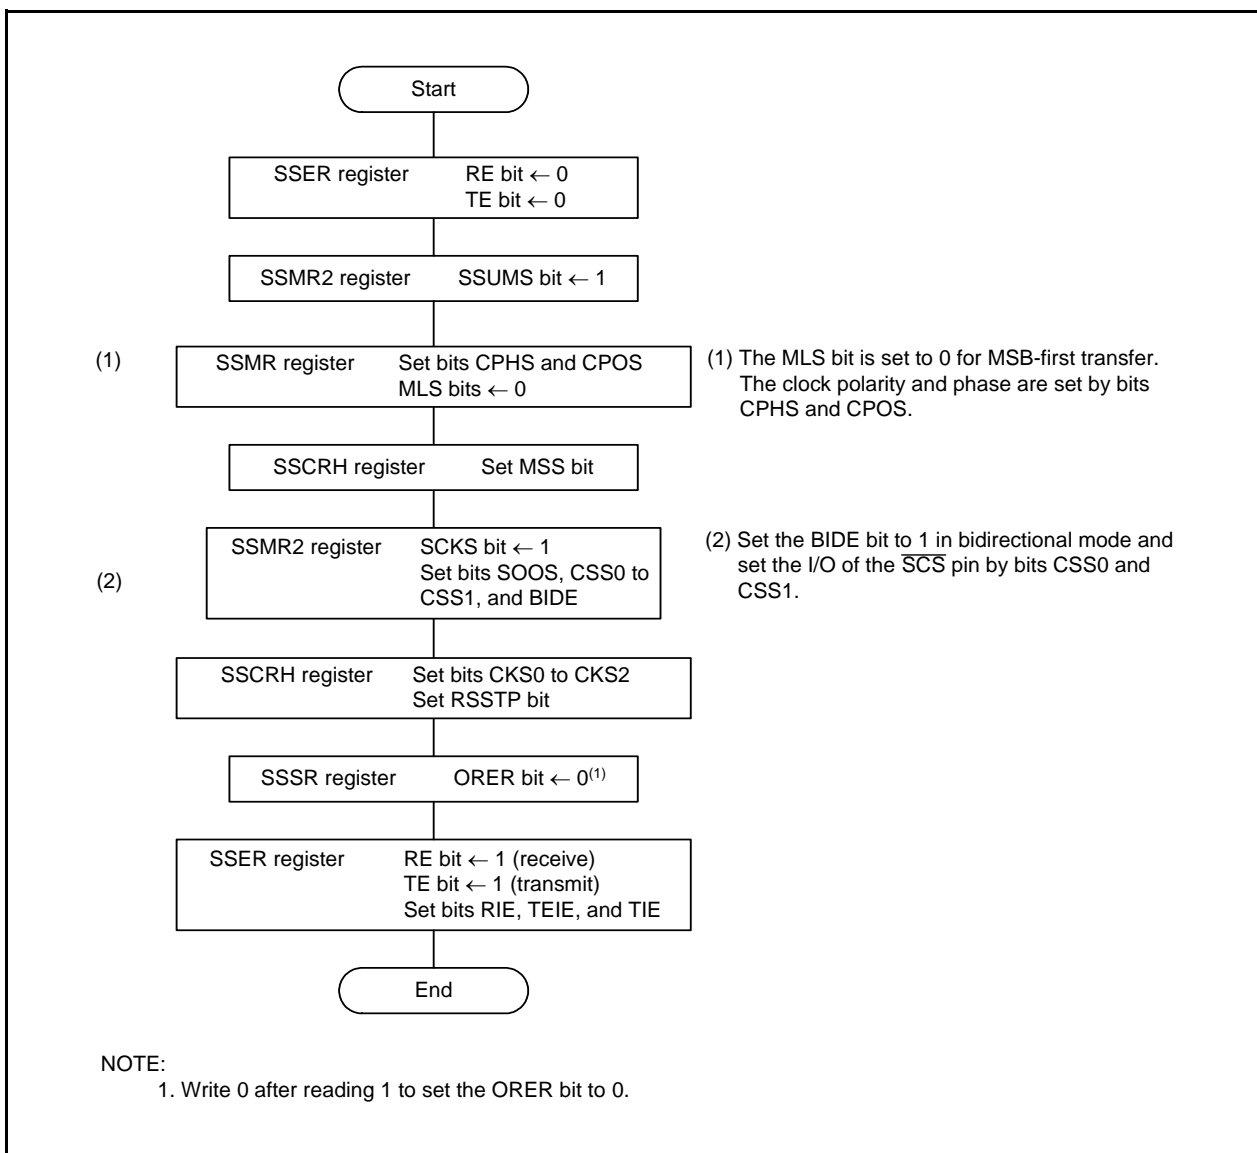 Start
SSER register RE bit ← 0
TE bit ← 0
SSMR2 register SSUMS bit ← 1
(1) SSMR register Set bits CPHS and CPOS
MLS bits ← 0
(1) The MLS bit is set to 0 for MSB-first transfer.
The clock polarity and phase are set by bits
CPHS and CPOS.
SSCRH register Set MSS bit
(2) SSMR2 register SCKS bit ← 1
Set bits SOOS, CSS0 to
CSS1, and BIDE
(2) Set the BIDE bit to 1 in bidirectional mode and
set the I/O of the S̅C̅S̅ pin by bits CSS0 and
CSS1.
SSCRH register Set bits CKS0 to CKS2
Set RSSTP bit
SSSR register ORER bit ← 0(1)
SSER register RE bit ← 1 (receive)
TE bit ← 1 (transmit)
Set bits RIE, TEIE, and TIE
End
NOTE:
1. Write 0 after reading 1 to set the ORER bit to 0.